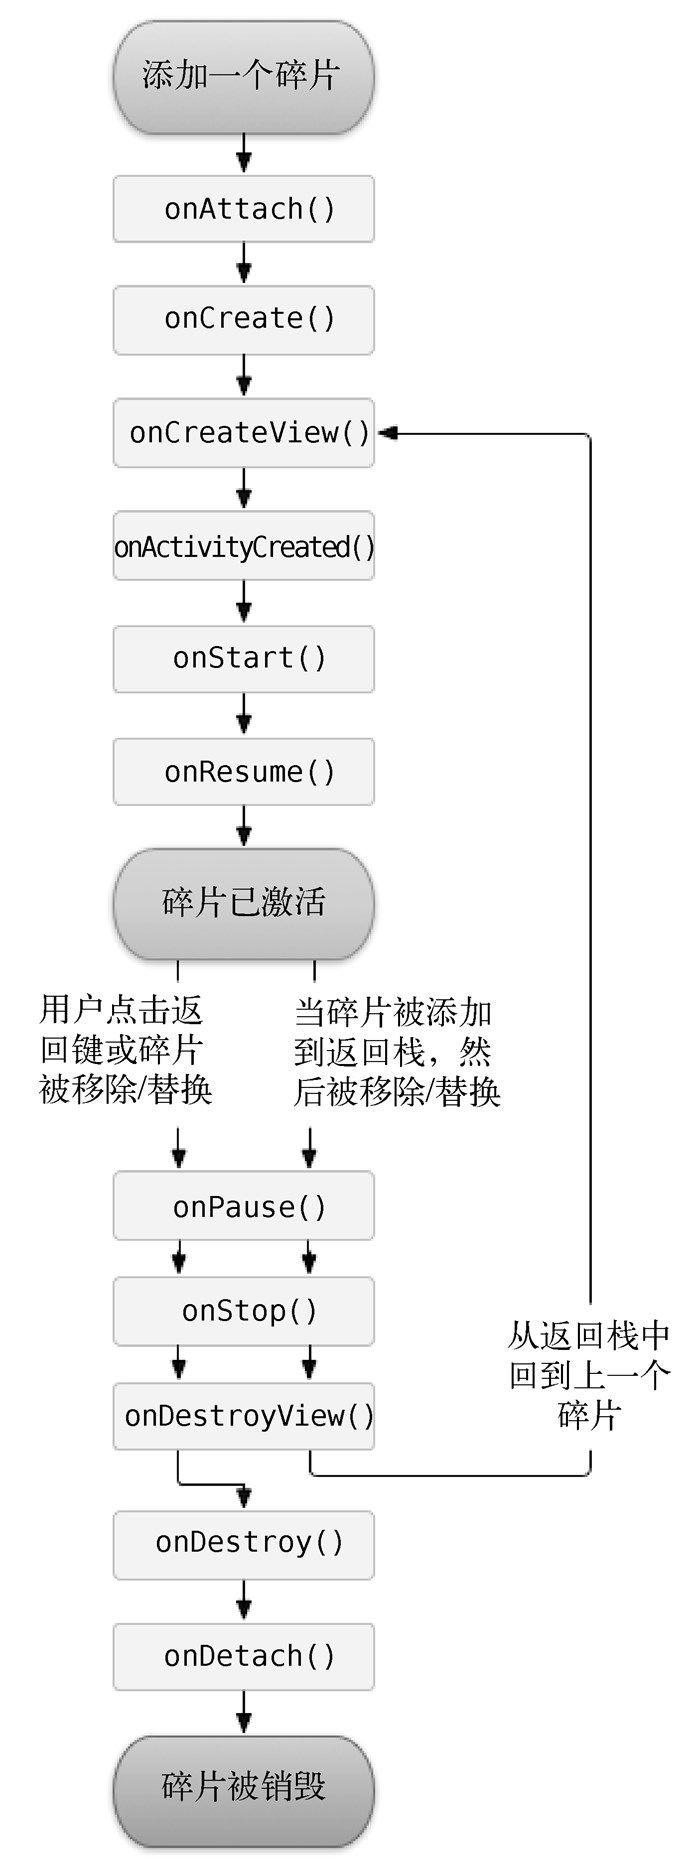 添加一个碎片
onAttach()
onCreate()
onCreateView()
onActivityCreated()
onStart()
onResume()
碎片已激活
用户点击返
回键或碎片
被移除/替换
当碎片被添加
到返回栈，然
后被移除/替换
onPause()
onStop()
onDestroyView()
从返回栈中
回到上一个
碎片
onDestroy()
onDetach()
碎片被销毁